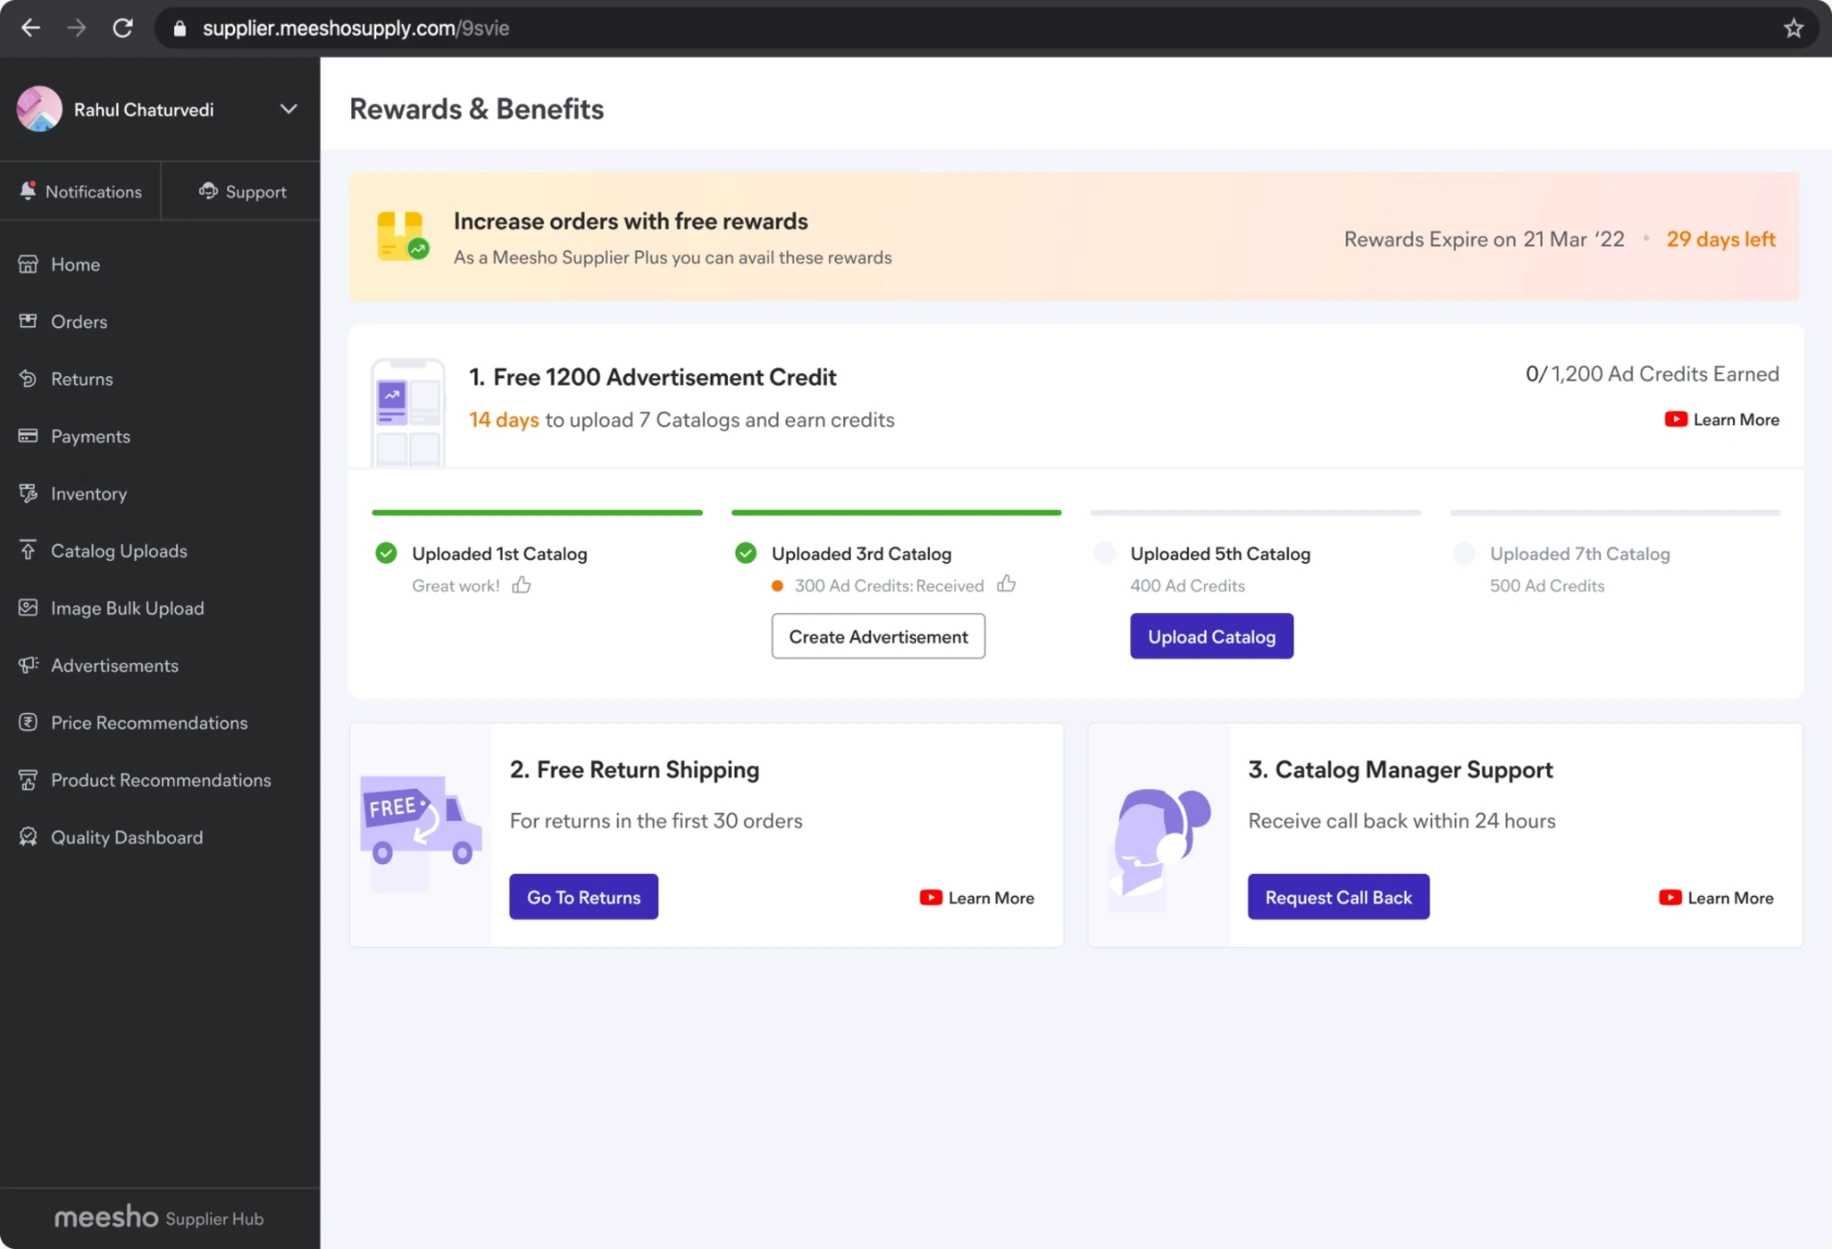 supplier.meeshosupply.com/9svie
Rahul Chaturvedi
Notifications
Support
Home
Orders
Returns
Payments
Inventory
Catalog Uploads
Image Bulk Upload
Advertisements
Price Recommendations
Product Recommendations
Quality Dashboard
meesho Supplier Hub
Rewards & Benefits
Increase orders with free rewards
As a Meesho Supplier Plus you can avail these rewards
Rewards Expire on 21 Mar ‘22 • 29 days left
1. Free 1200 Advertisement Credit
14 days to upload 7 Catalogs and earn credits
0/1,200 Ad Credits Earned
Learn More
Uploaded 1st Catalog
Great work!
Uploaded 3rd Catalog
300 Ad Credits: Received
Create Advertisement
Uploaded 5th Catalog
400 Ad Credits
Upload Catalog
Uploaded 7th Catalog
500 Ad Credits
FREE
2. Free Return Shipping
For returns in the first 30 orders
Go To Returns
Learn More
3. Catalog Manager Support
Receive call back within 24 hours
Request Call Back
Learn More